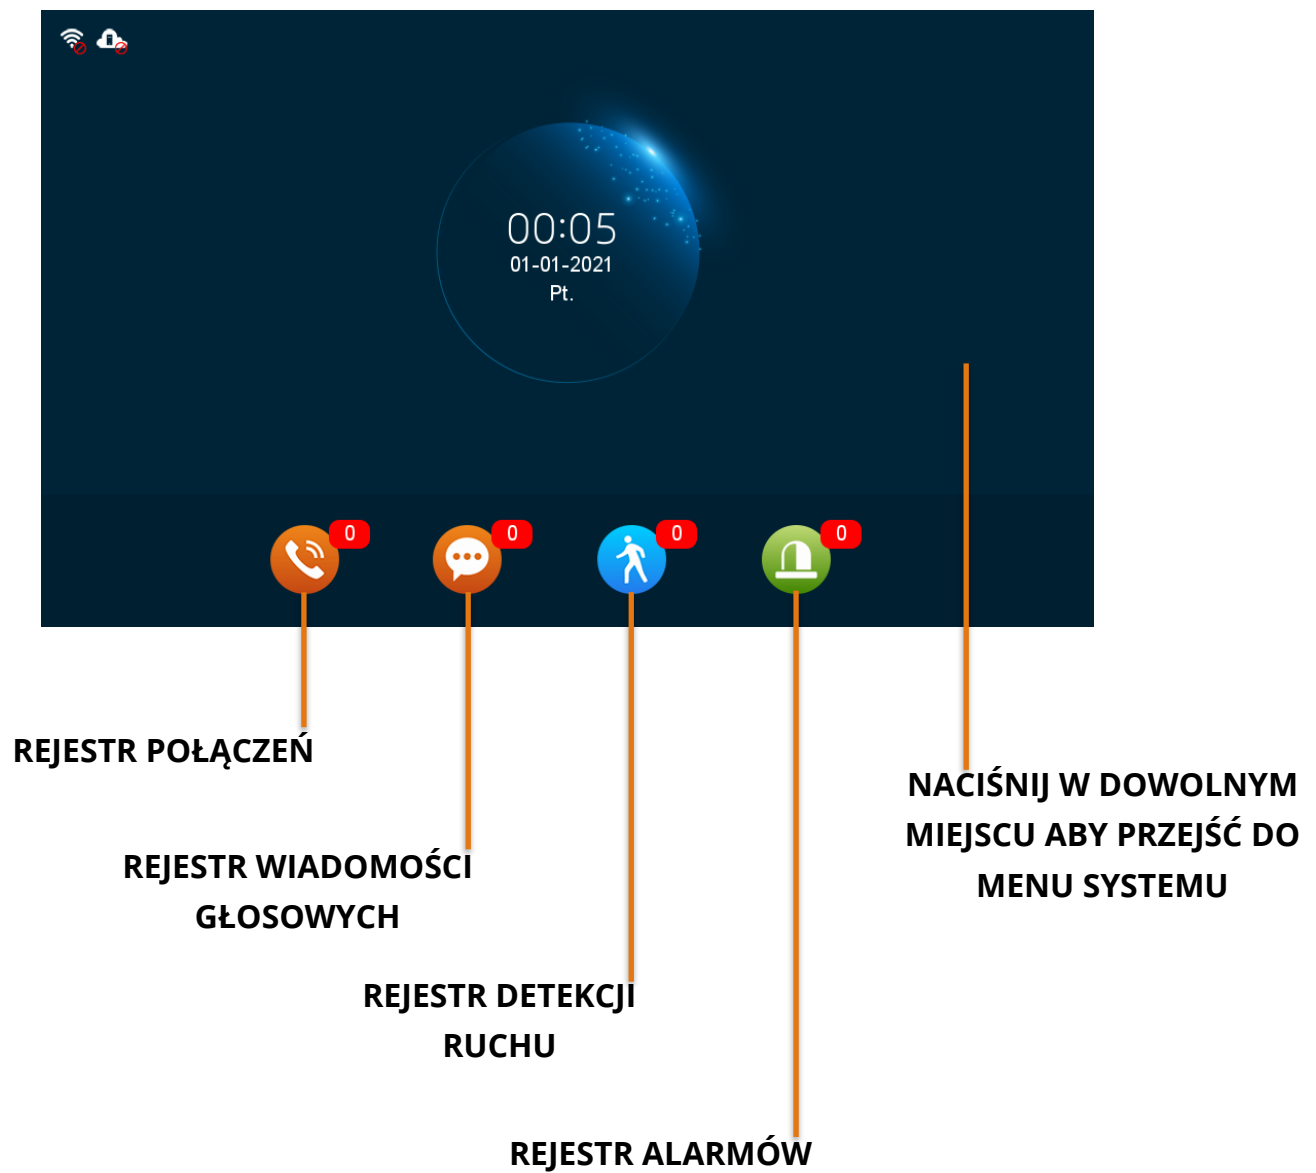 00:05
01-01-2021
Pt.
0 0 0 0
REJESTR POŁĄCZEŃ
NACIŚNIJ W DOWOLNYM
MIEJSCU ABY PRZEJŚĆ DO
MENU SYSTEMU
REJESTR WIADOMOŚCI
GŁOSOWYCH
REJESTR DETEKCJI
RUCHU
REJESTR ALARMÓW